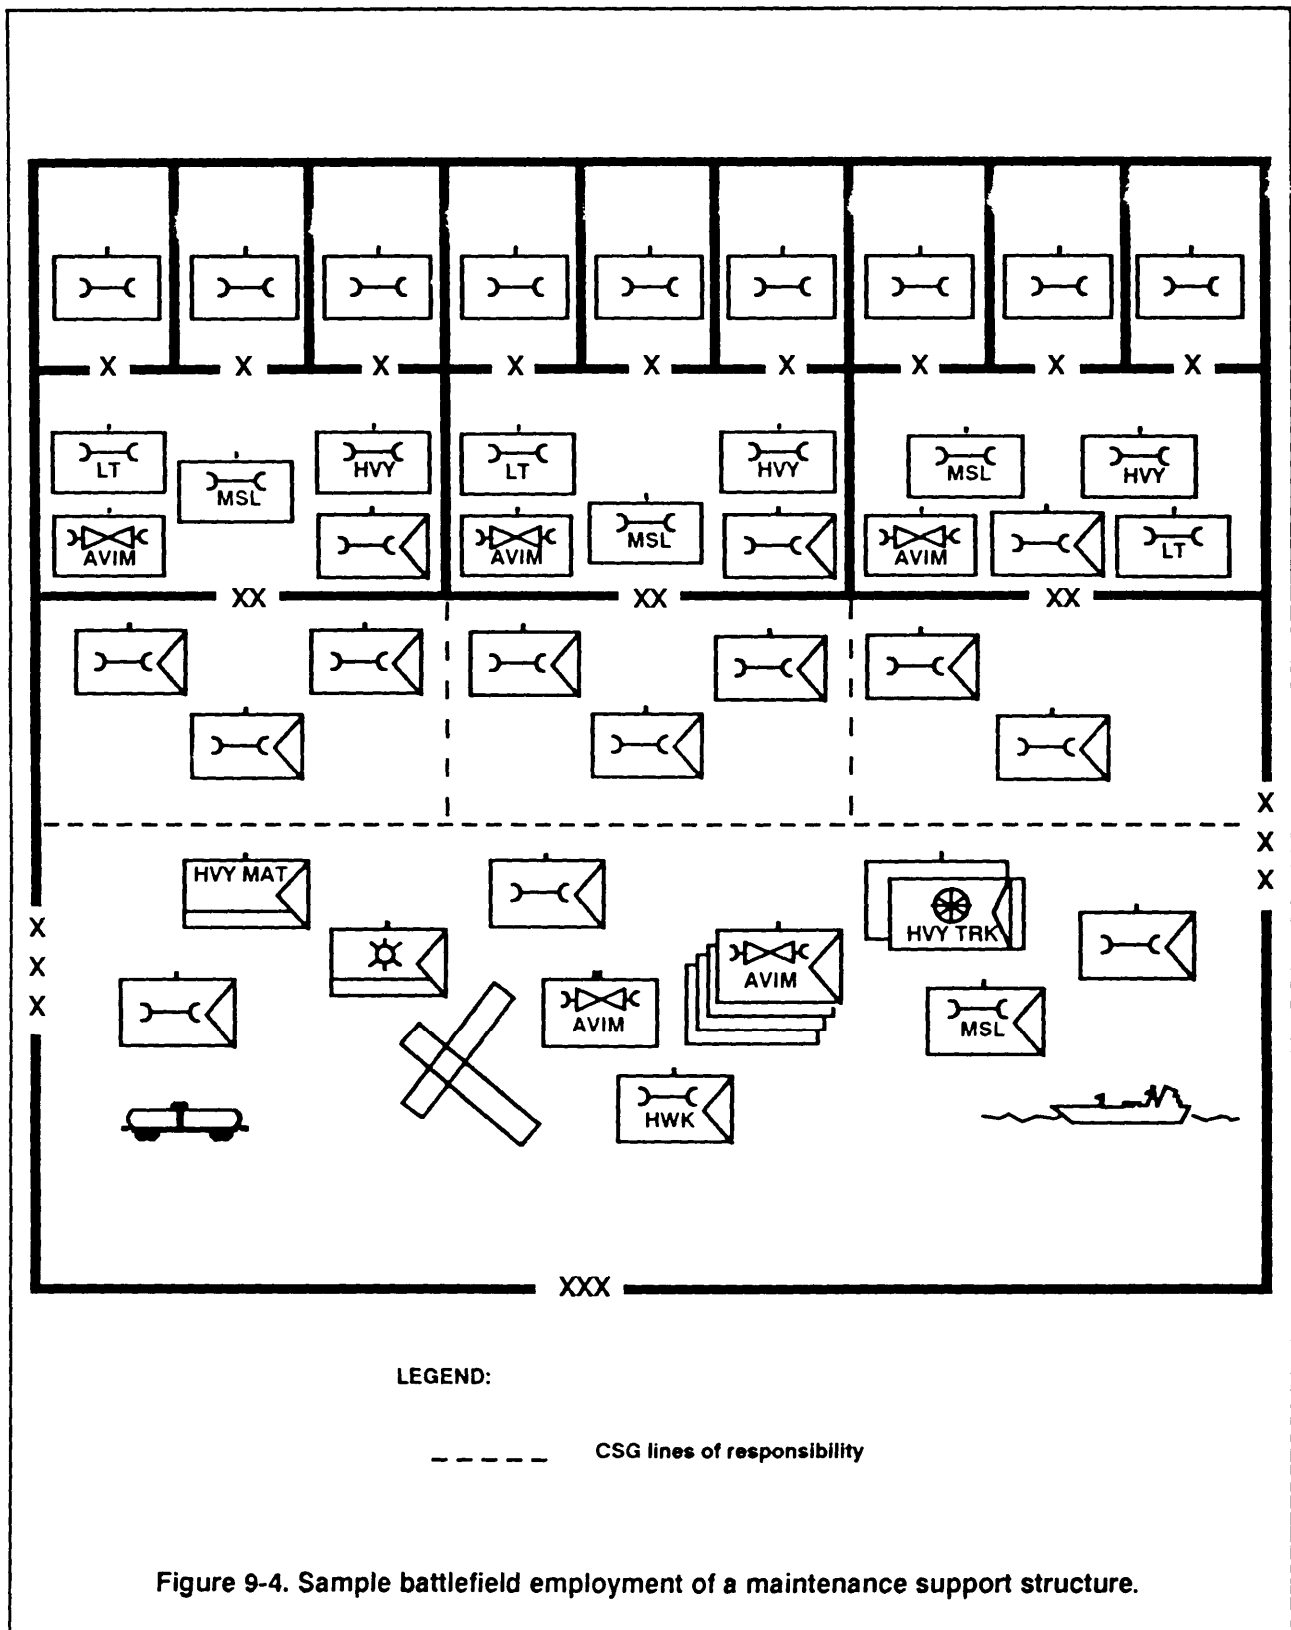 X X X X X X X X X
LT MSL HVY LT HVY MSL HVY
AVIM AVIM MSL AVIM LT
XX XX XX
X
X
X
HVY MAT
HVY TRK
X
X
X
AVIM
AVIM
MSL
HWK
XXX
LEGEND:
CSG lines of responsibility
Figure 9-4. Sample battlefield employment of a maintenance support structure.